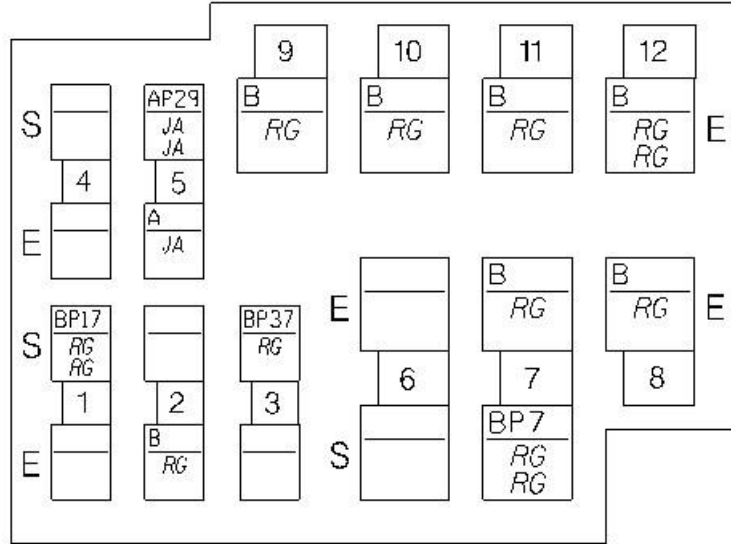 9 10 11 12
AP29 B B B B
S JA RG RG RG RG E
JA RG
4 5
E A
JA
B B
E RG RG E
BP17 BP37
S RG RG
RG
6 7 8
1 2 3
BP7
B S RG
E RG RG